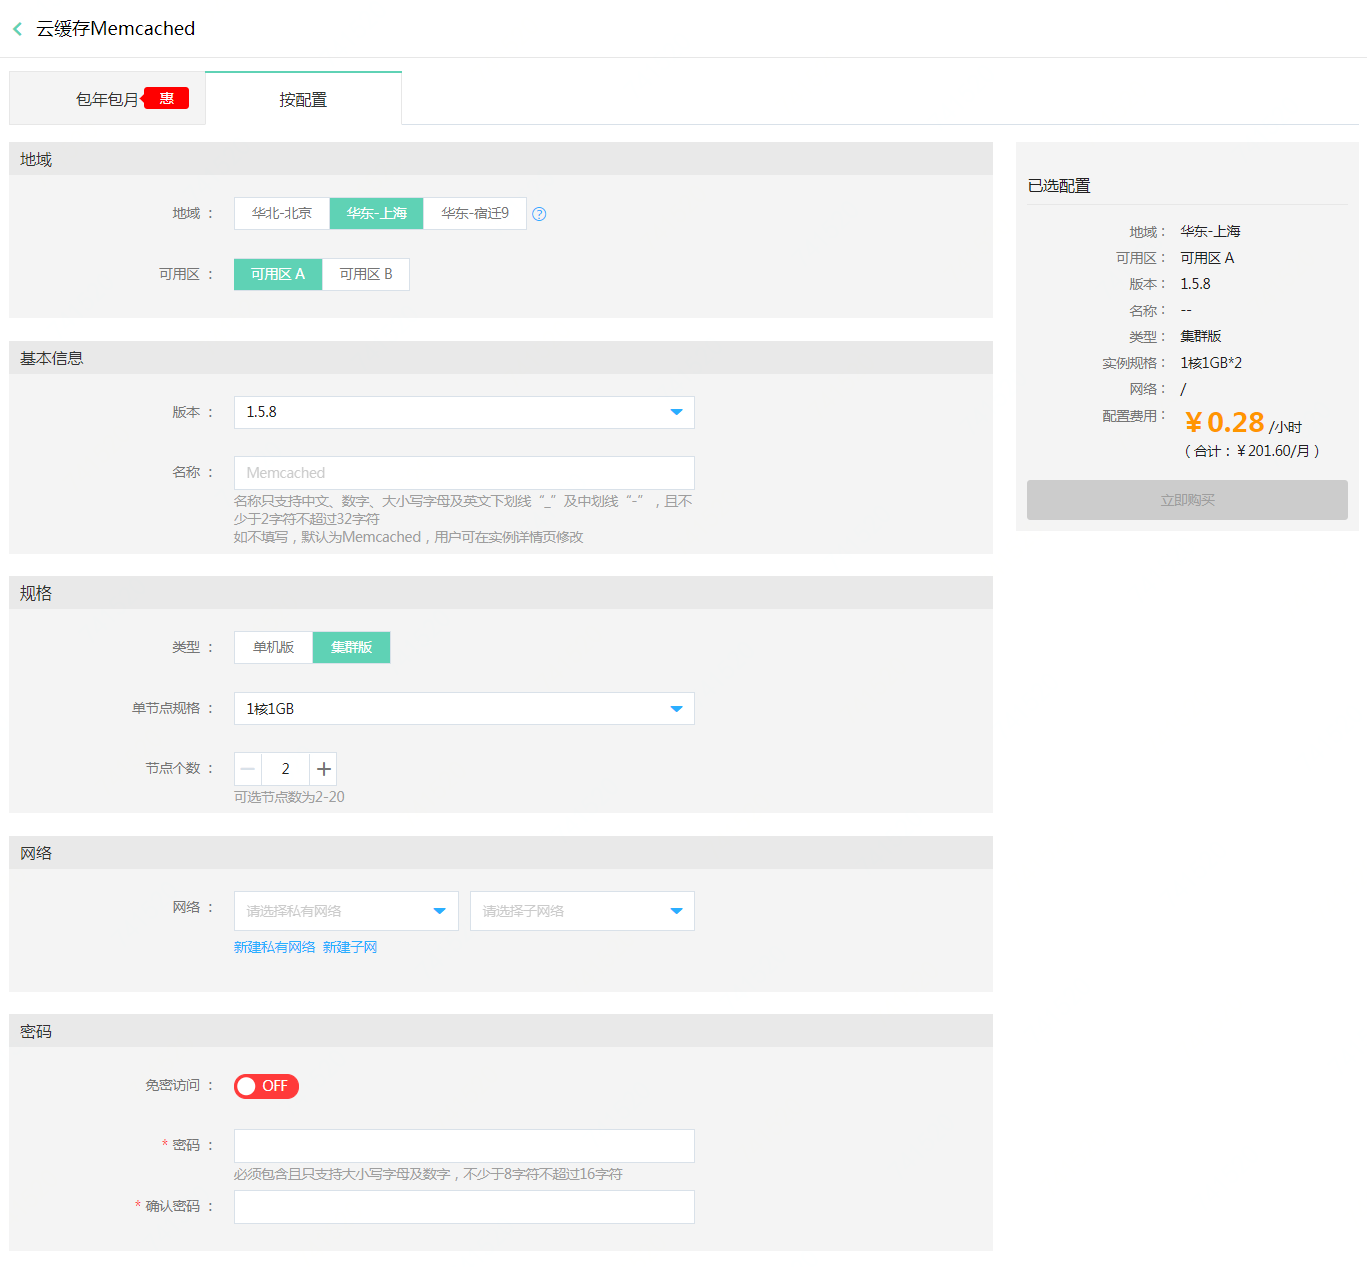 云缓存Memcached
包年包月 惠 按配置
地域
地域 ： 华北-北京 华东-上海 华东-宿迁9 ?
可用区 ： 可用区 A 可用区 B
基本信息
版本 ： 1.5.8
名称 ： Memcached
名称只支持中文、数字、大小写字母及英文下划线“_”及中划线“-”，且不
少于2字符不超过32字符
如不填写，默认为Memcached，用户可在实例详情页修改
规格
类型 ： 单机版 集群版
单节点规格 ： 1核1GB
节点个数 ： — 2 +
可选节点数为2-20
网络
网络 ： 请选择私有网络 请选择子网络
新建私有网络 新建子网
密码
免密访问 ： OFF
* 密码 ：
必须包含且只支持大小写字母及数字，不少于8字符不超过16字符
* 确认密码 ：
已选配置
地域： 华东-上海
可用区： 可用区 A
版本： 1.5.8
名称： --
类型： 集群版
实例规格： 1核1GB*2
网络： /
配置费用： ¥0.28 /小时
（合计：¥201.60/月）
立即购买